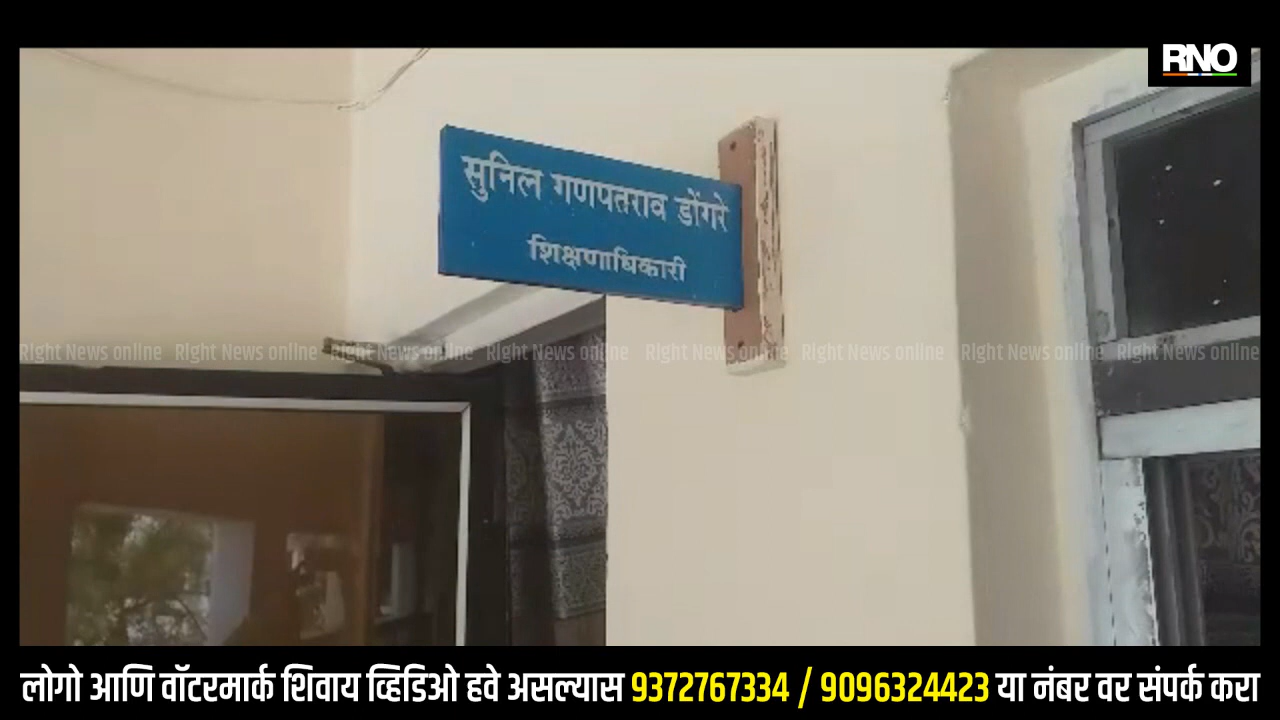 RNO
सुनिल गणपतराव डोंगरे
शिक्षणाधिकारी
Right News online Right News online Right News online Right News online Right News online Right News online Right News online Right News online
लोगो आणि वॉटरमार्क शिवाय व्हिडिओ हवे असल्यास 9372767334 / 9096324423 या नंबर वर संपर्क करा